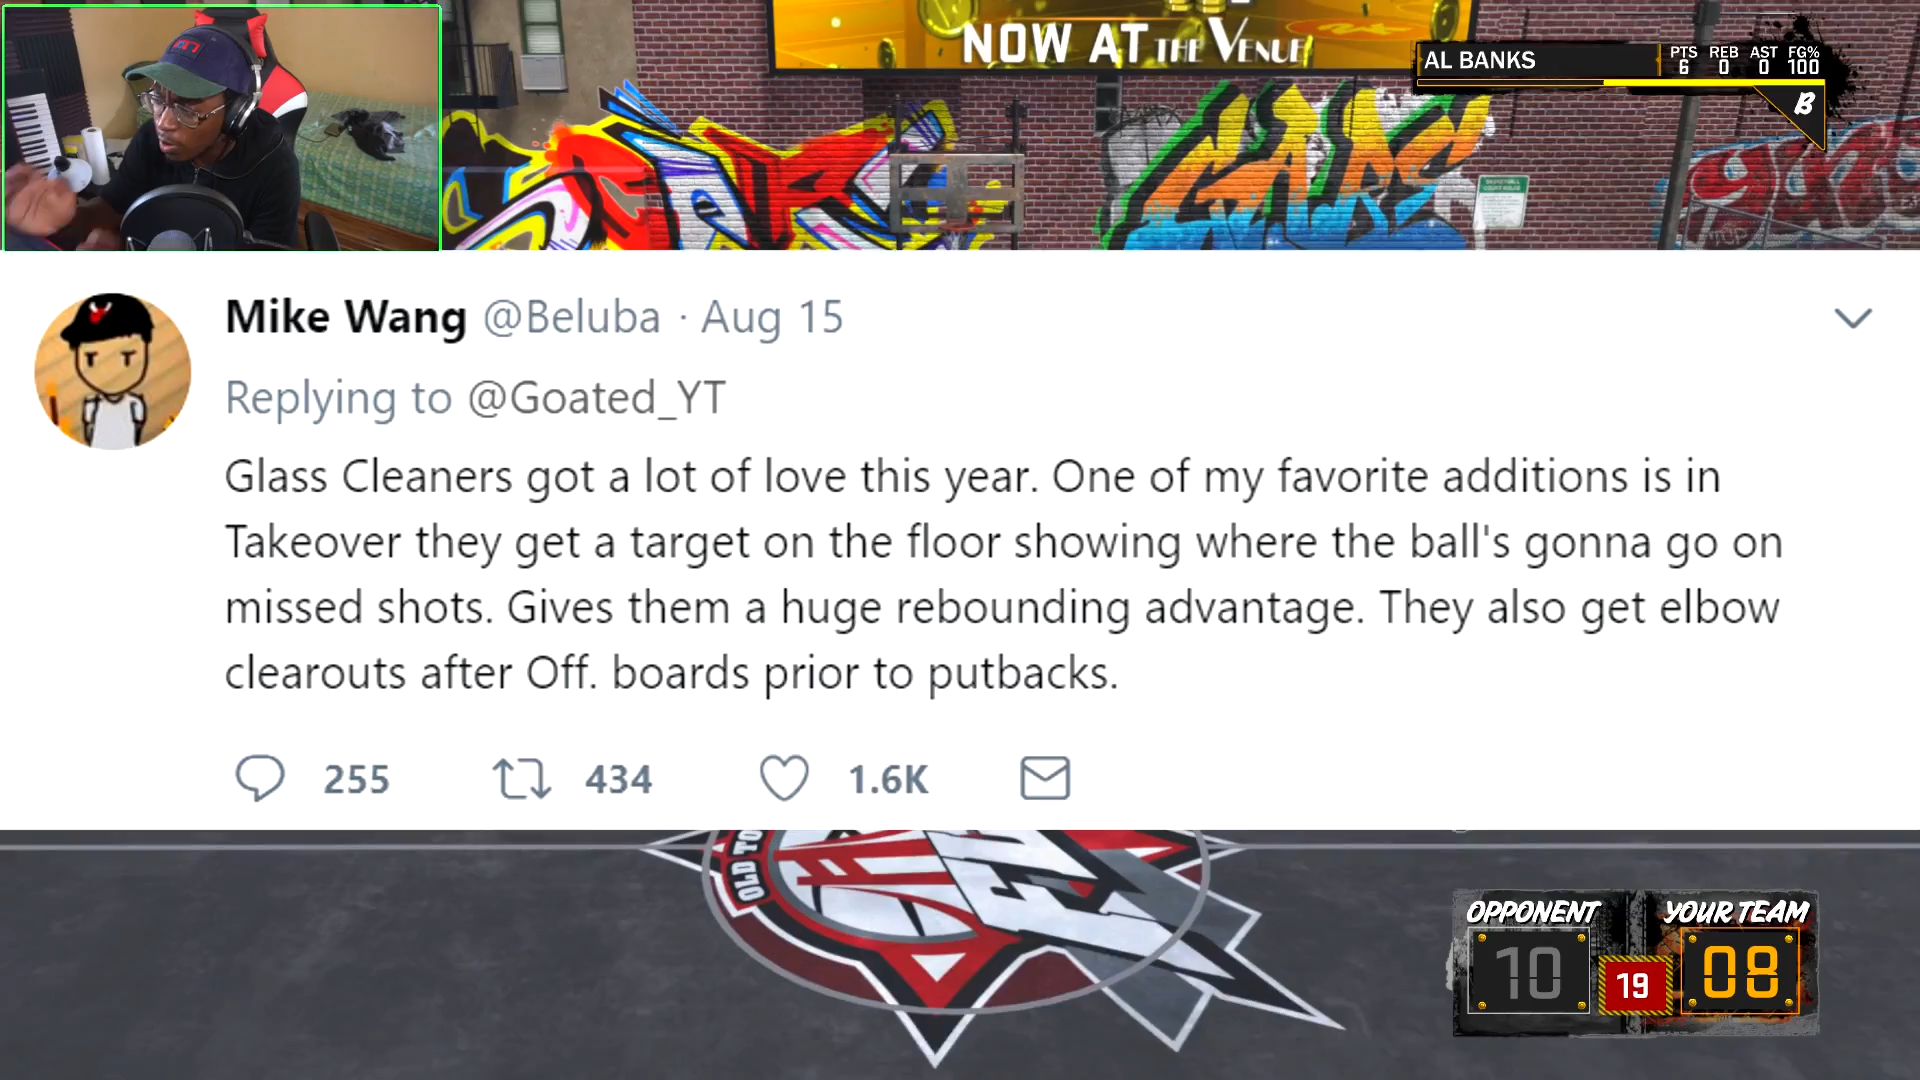 NOW AT THE VENUE
AL BANKS
PTS REB AST FG%
6 0 0 100
B
Mike Wang @Beluba · Aug 15
Replying to @Goated_YT
Glass Cleaners got a lot of love this year. One of my favorite additions is in
Takeover they get a target on the floor showing where the ball's gonna go on
missed shots. Gives them a huge rebounding advantage. They also get elbow
clearouts after Off. boards prior to putbacks.
255 434 1.6K
OLD TO
OPPONENT YOUR TEAM
10 19 08